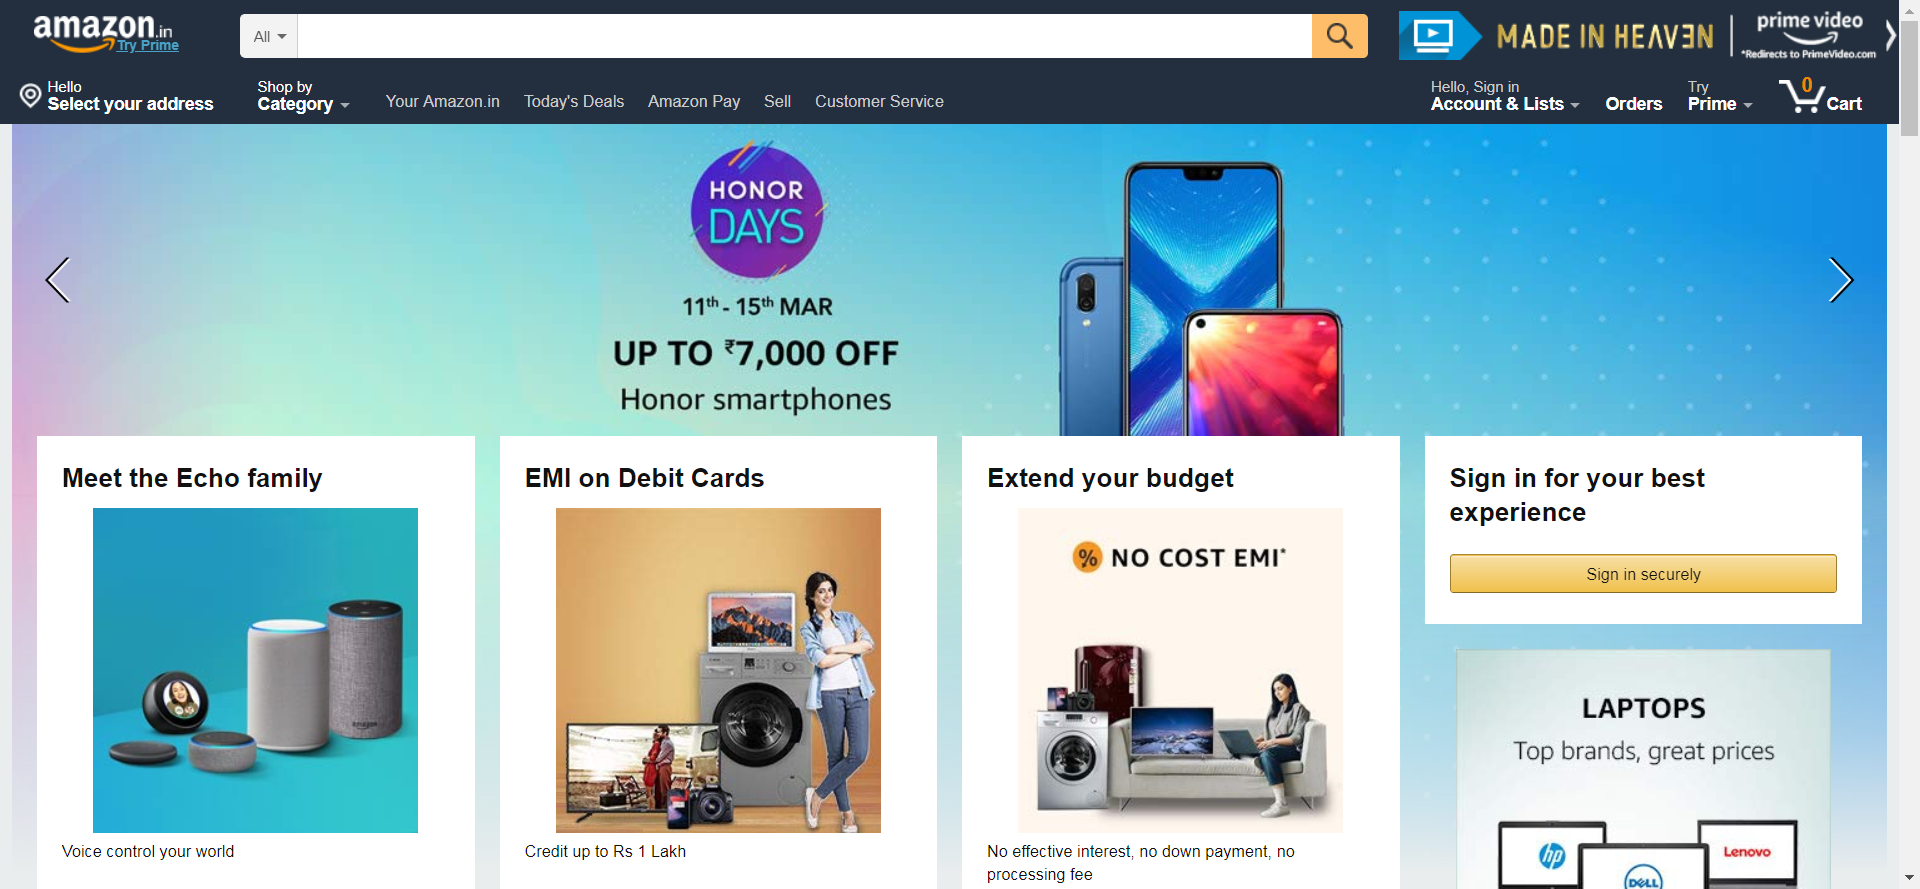 amazon.in
Try Prime
All
MADE IN HEAVEN
prime video
*Redirects to PrimeVideo.com
Hello
Select your address
Shop by
Category
Your Amazon.in
Today's Deals
Amazon Pay
Sell
Customer Service
Hello, Sign in
Account & Lists
Orders
Try
Prime
0
Cart
HONOR
DAYS
11th - 15th MAR
UP TO ₹7,000 OFF
Honor smartphones
Meet the Echo family
amazon
Voice control your world
EMI on Debit Cards
Credit up to Rs 1 Lakh
Extend your budget
% NO COST EMI*
No effective interest, no down payment, no
processing fee
Sign in for your best
experience
Sign in securely
LAPTOPS
Top brands, great prices
hp
DELL
Lenovo